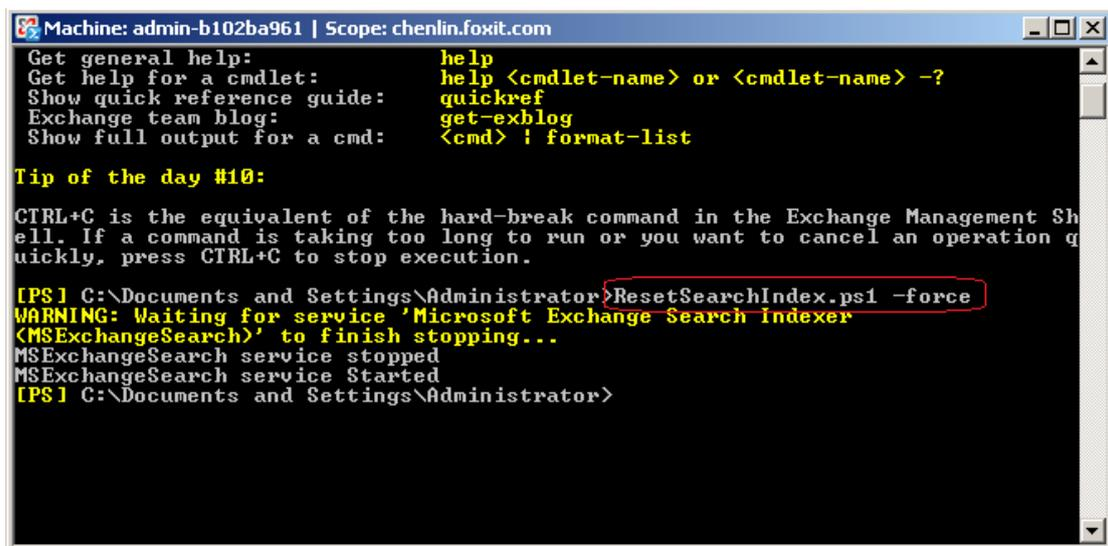 Machine: admin-b102ba961 | Scope: chenlin.foxit.com
Get general help: help
Get help for a cmdlet: help <cmdlet-name> or <cmdlet-name> -?
Show quick reference guide: quickref
Exchange team blog: get-exblog
Show full output for a cmd: <cmd> | format-list
Tip of the day #10:
CTRL+C is the equivalent of the hard-break command in the Exchange Management Sh
ell. If a command is taking too long to run or you want to cancel an operation q
uickly, press CTRL+C to stop execution.
[PS] C:\Documents and Settings\Administrator>ResetSearchIndex.ps1 -force
WARNING: Waiting for service 'Microsoft Exchange Search Indexer
(MSExchangeSearch)' to finish stopping...
MSExchangeSearch service stopped
MSExchangeSearch service Started
[PS] C:\Documents and Settings\Administrator>